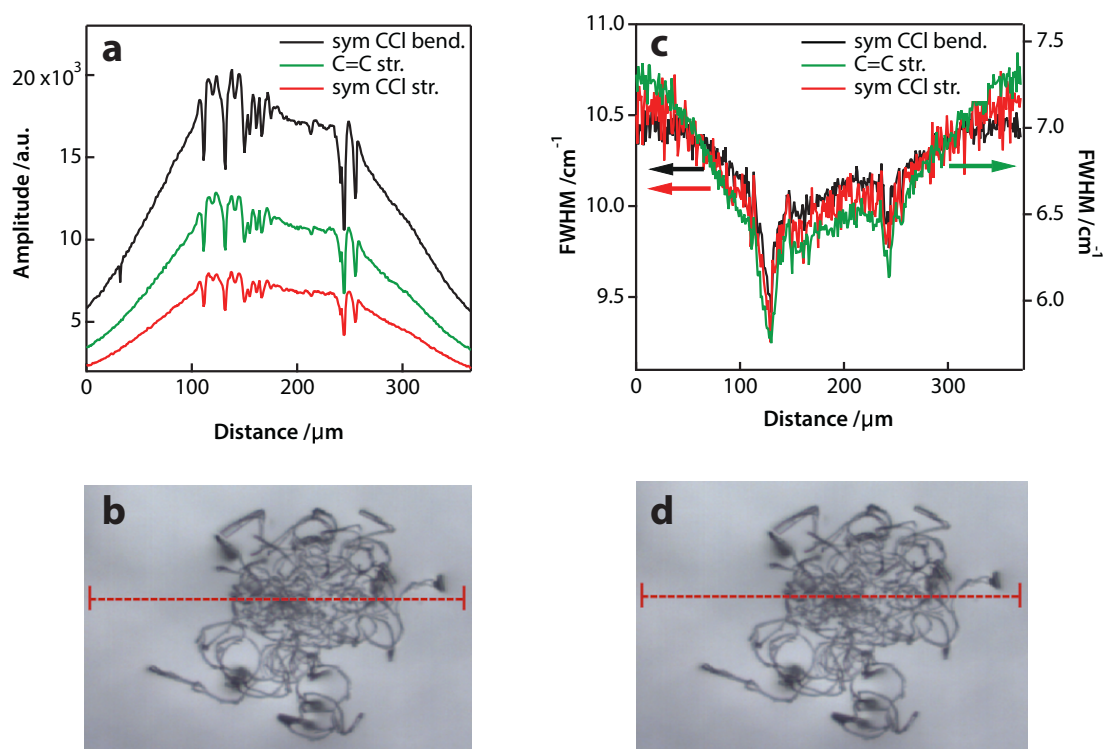 a
sym CCl bend.
C=C str.
sym CCl str.
20 x10³
15
10
5
Amplitude /a.u.
0
100
200
300
Distance /μm
c
sym CCl bend.
C=C str.
sym CCl str.
11.0
10.5
10.0
9.5
FWHM /cm⁻¹
7.5
7.0
6.5
6.0
FWHM /cm⁻¹
0
100
200
300
Distance /μm
b
d